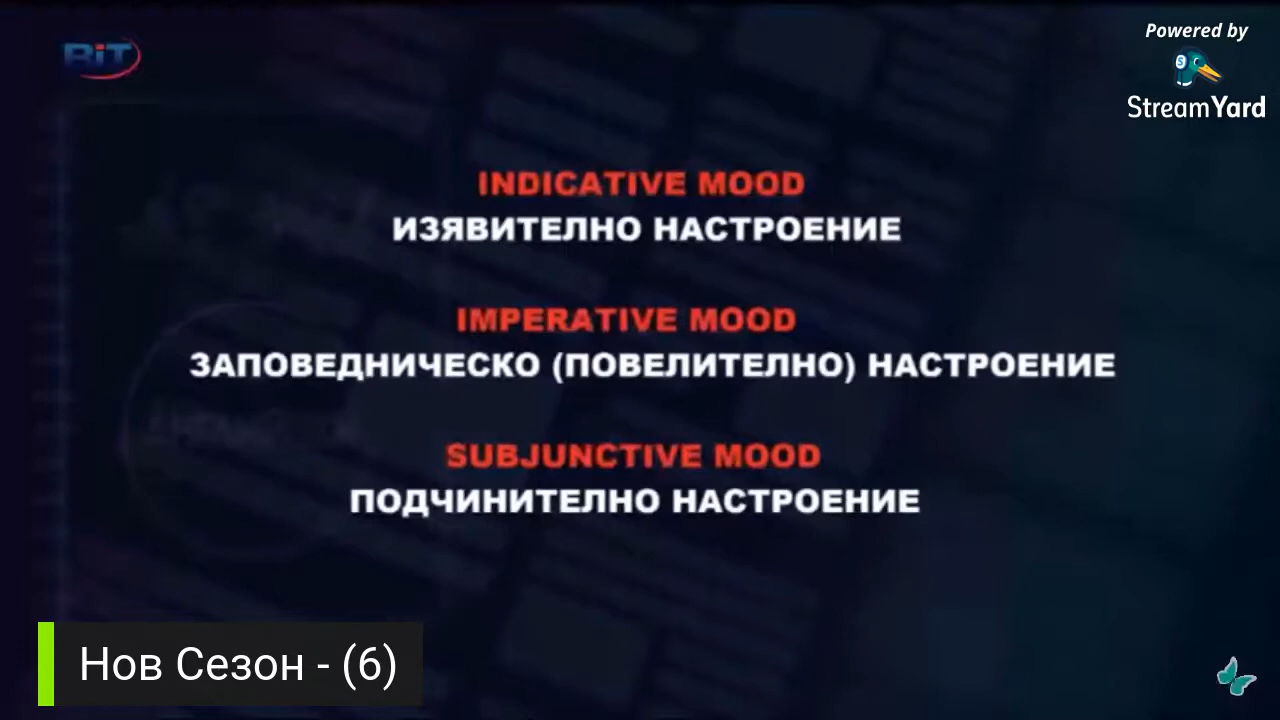 BiT
Powered by
StreamYard
INDICATIVE MOOD
ИЗЯВИТЕЛНО НАСТРОЕНИЕ
IMPERATIVE MOOD
ЗАПОВЕДНИЧЕСКО (ПОВЕЛИТЕЛНО) НАСТРОЕНИЕ
SUBJUNCTIVE MOOD
ПОДЧИНИТЕЛНО НАСТРОЕНИЕ
Нов Сезон - (6)